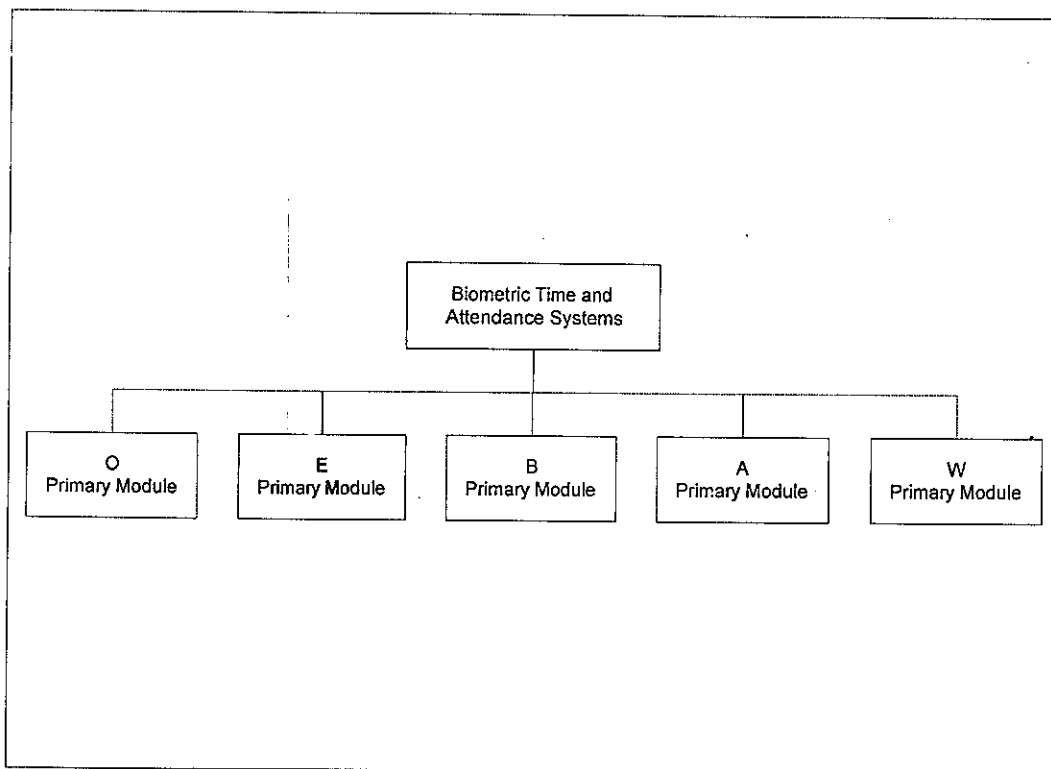 Biometric Time and
Attendance Systems
O
Primary Module
E
Primary Module
B
Primary Module
A
Primary Module
W
Primary Module